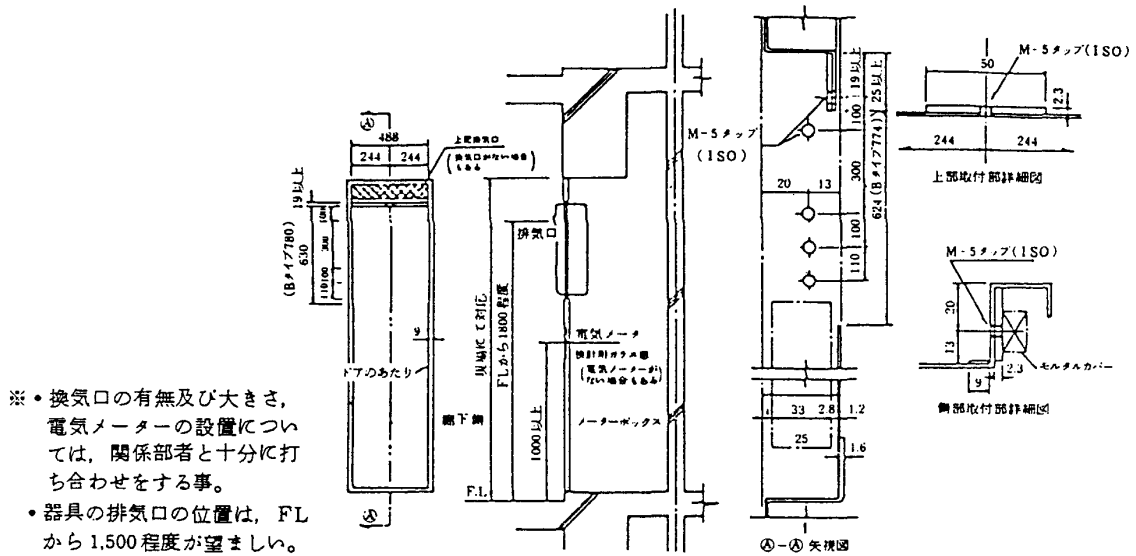 Ⓐ
488
244 244
上配換気口
(換気口がない場合
もある)
19以上
100
300
110100
630
(Bタイプ780)
9
ドアのあたり
Ⓐ
※・換気口の有無及び大きさ,
電気メーターの設置につい
ては, 関係部者と十分に打
ち合わせをする事。
・器具の排気口の位置は, FL
から1,500程度が望ましい。
排気口
現場にて対応
FLから1800程度
1000以上
電気メータ
検針用ガラス窓
(電気メーターが
ない場合もある)
廊下側
メーターボックス
F.L
M-5タップ
(ISO)
19以上
25以上
100
300
100
110
624(Bタイプ774)
20 13
33 2.8 1.2
25
1.6
Ⓐ-Ⓐ 矢視図
M-5タップ(ISO)
50
2.3
244 244
上部取付部詳細図
M-5タップ(ISO)
20
13
9
2.3
モルタルカバー
側部取付部詳細図